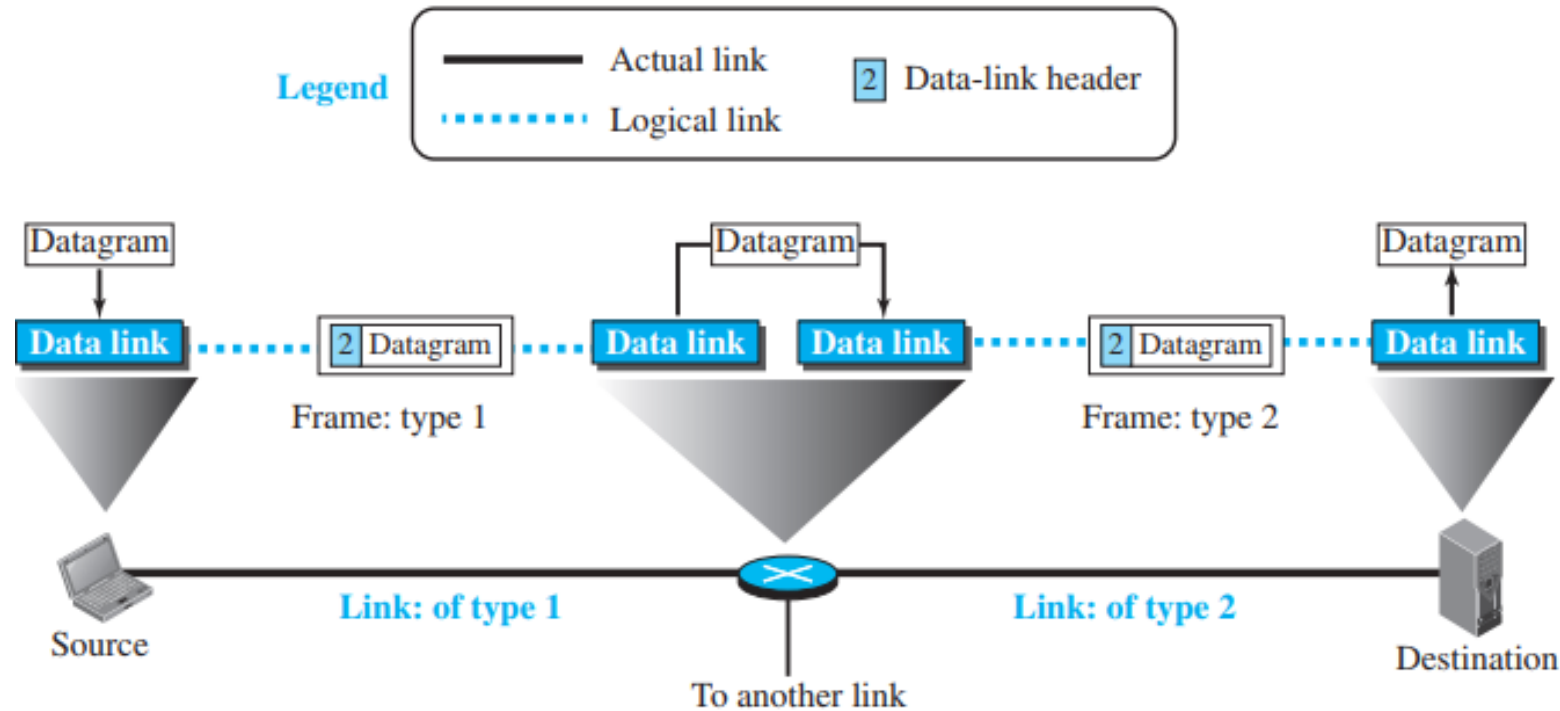 Legend
Actual link
Logical link
2 Data-link header
Datagram
Datagram
Datagram
Data link
2 Datagram
Data link
Data link
2 Datagram
Data link
Frame: type 1
Frame: type 2
Link: of type 1
Link: of type 2
Source
Destination
To another link